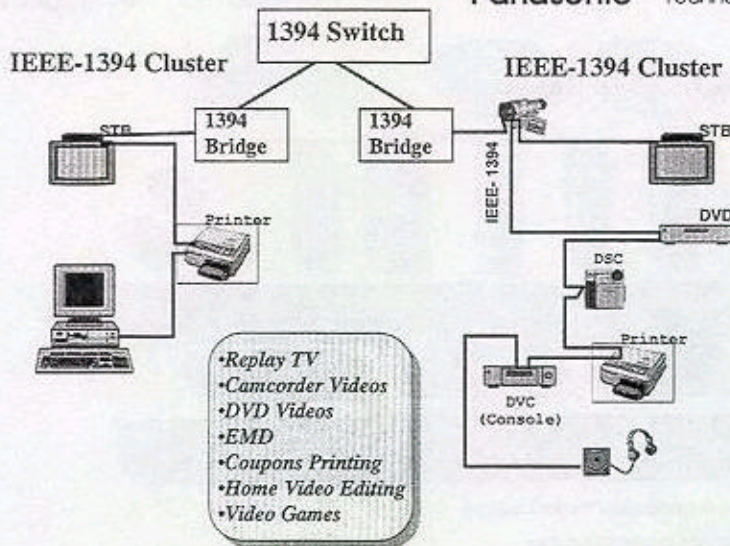 Panasonic
1394 Switch
IEEE-1394 Cluster
IEEE-1394 Cluster
1394
Bridge
1394
Bridge
STB
STB
IEEE-1394
Printer
DVD
DSC
Printer
DVC
(Console)
•Replay TV
•Camcorder Videos
•DVD Videos
•EMD
•Coupons Printing
•Home Video Editing
•Video Games